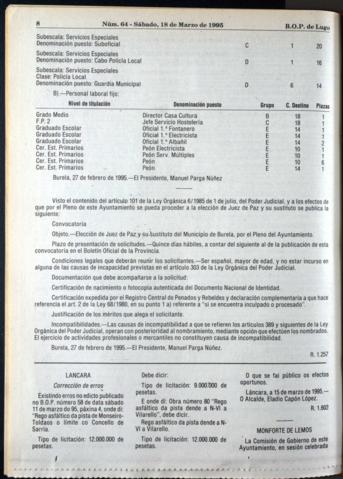 8 Núm. 64 - Sábado, 18 de Marzo de 1995 B.O.P. de Lugo
Subescala: Servicios Especiales
Denominación puesto: Suboficial C 1 20
Subescala: Servicios Especiales
Denominación puesto: Cabo Policía Local D 1 16
Subescala: Servicios Especiales
Clase: Policía Local
Denominación puesto: Guardia Municipal D 6 14
B).—Personal laboral fijo:
Nivel de titulación Denominación puesto Grupo C. Destino Plazas
Grado Medio Director Casa Cultura B 18 1
F.P. 2 Jefe Servicio Hostelería C 18 1
Graduado Escolar Oficial 1.ª Fontanero E 14 1
Graduado Escolar Oficial 1.ª Electricista E 14 1
Graduado Escolar Oficial 1.ª Albañil E 14 2
Cer. Est. Primarios Peón Electricista E 10 1
Cer. Est. Primarios Peón Serv. Múltiples E 10 1
Cer. Est. Primarios Peón E 10 6
Cer. Est. Primarios Peón E 14 1
Burela, 27 de febrero de 1995.—El Presidente, Manuel Parga Núñez
Visto el contenido del artículo 101 de la Ley Orgánica 6/1985 de 1 de julio, del Poder Judicial, y a los efectos de
que por el Pleno de este Ayuntamiento se pueda proceder a la elección de Juez de Paz y su sustituto se publica la
siguiente:
Convocatoria
Objeto.—Elección de Juez de Paz y su sustituto del Municipio de Burela, por el Pleno del Ayuntamiento.
Plazo de presentación de solicitudes.—Quince días hábiles, a contar del siguiente al de la publicación de esta
convocatoria en el Boletín Oficial de la Provincia.
Condiciones legales que deberán reunir los solicitantes.—Ser español, mayor de edad, y no estar incurso en
alguna de las causas de incapacidad previstas en el artículo 303 de la Ley Orgánica del Poder Judicial.
Documentación que debe acompañarse a la solicitud:
Certificación de nacimiento o fotocopia autenticada del Documento Nacional de Identidad.
Certificación expedida por el Registro Central de Penados y Rebeldes y declaración complementaria a que hace
referencia el art. 2 de la Ley 68/1980, en su punto 1 a) referente a "si se encuentra inculpado o procesado".
Justificación de los méritos que alega el solicitante.
Incompatibilidades.—Las causas de incompatibilidad a que se refieren los artículos 389 y siguientes de la Ley
Orgánica del Poder Judicial, operan con posterioridad al nombramiento, mediante opción que efectúen los nombrados.
El ejercicio de actividades profesionales o mercantiles no constituyen causa de incompatibilidad.
Burela, 27 de febrero de 1995.—El Presidente, Manuel Parga Núñez.
R. 1.257
LANCARA
Corrección de erros
Existindo erros no edicto publicado
no B.O.P. número 58 de data sábado
11 de marzo de 95, páxina 4, onde di:
"Rego asfáltico da pista de Monseiro-
Toldaos o límite co Concello de
Sarria.
Tipo de licitación: 12.000.000 de
pesetas.
Debe dicir:
Tipo de licitación: 9.000.000 de
pesetas.
E onde di: Obra número 80 "Rego
asfáltico da pista dende a N-VI a
Vilarello", debe dicir.
Rego asfáltico da pista dende a N-
VI a Vilarello.
Tipo de licitación: 12.000.000 de
pesetas.
O que se fai público os efectos
oportunos.
Láncara, a 15 de marzo de 1995.—
O Alcalde, Eladio Capón López.
R. 1.602
MONFORTE DE LEMOS
La Comisión de Gobierno de este
Ayuntamiento, en sesión celebrada